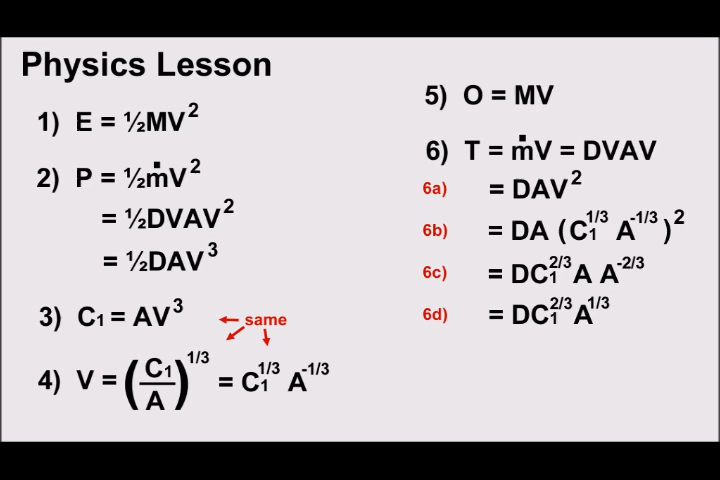 Physics Lesson
1) E = ½MV²
2) P = ½ṁV²
= ½DVAV²
= ½DAV³
3) C₁ = AV³
same
4) V = (C₁/A)^1/3 = C₁^1/3 A^-1/3
5) O = MV
6) T = ṁV = DVAV
6a) = DAV²
6b) = DA (C₁^1/3 A^-1/3)²
6c) = DC₁^2/3 A A^-2/3
6d) = DC₁^2/3 A^1/3